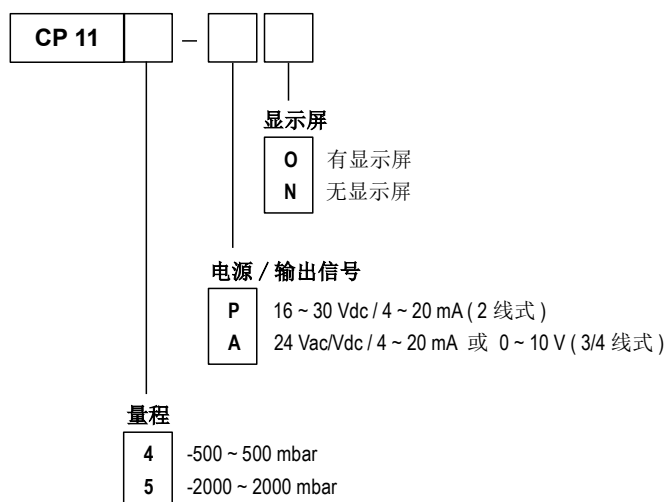 CP 11 –
显示屏
O 有显示屏
N 无显示屏
电源 / 输出信号
P 16 ~ 30 Vdc / 4 ~ 20 mA ( 2 线式 )
A 24 Vac/Vdc / 4 ~ 20 mA 或 0 ~ 10 V ( 3/4 线式 )
量程
4 -500 ~ 500 mbar
5 -2000 ~ 2000 mbar